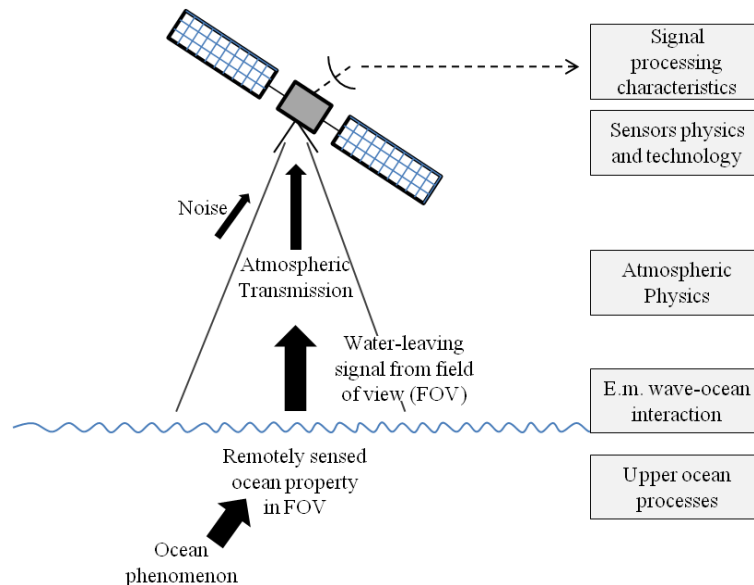 Signal
processing
characteristics
Sensors physics
and technology
Noise
Atmospheric
Transmission
Atmospheric
Physics
Water-leaving
signal from field
of view (FOV)
E.m. wave-ocean
interaction
Remotely sensed
ocean property
in FOV
Upper ocean
processes
Ocean
phenomenon